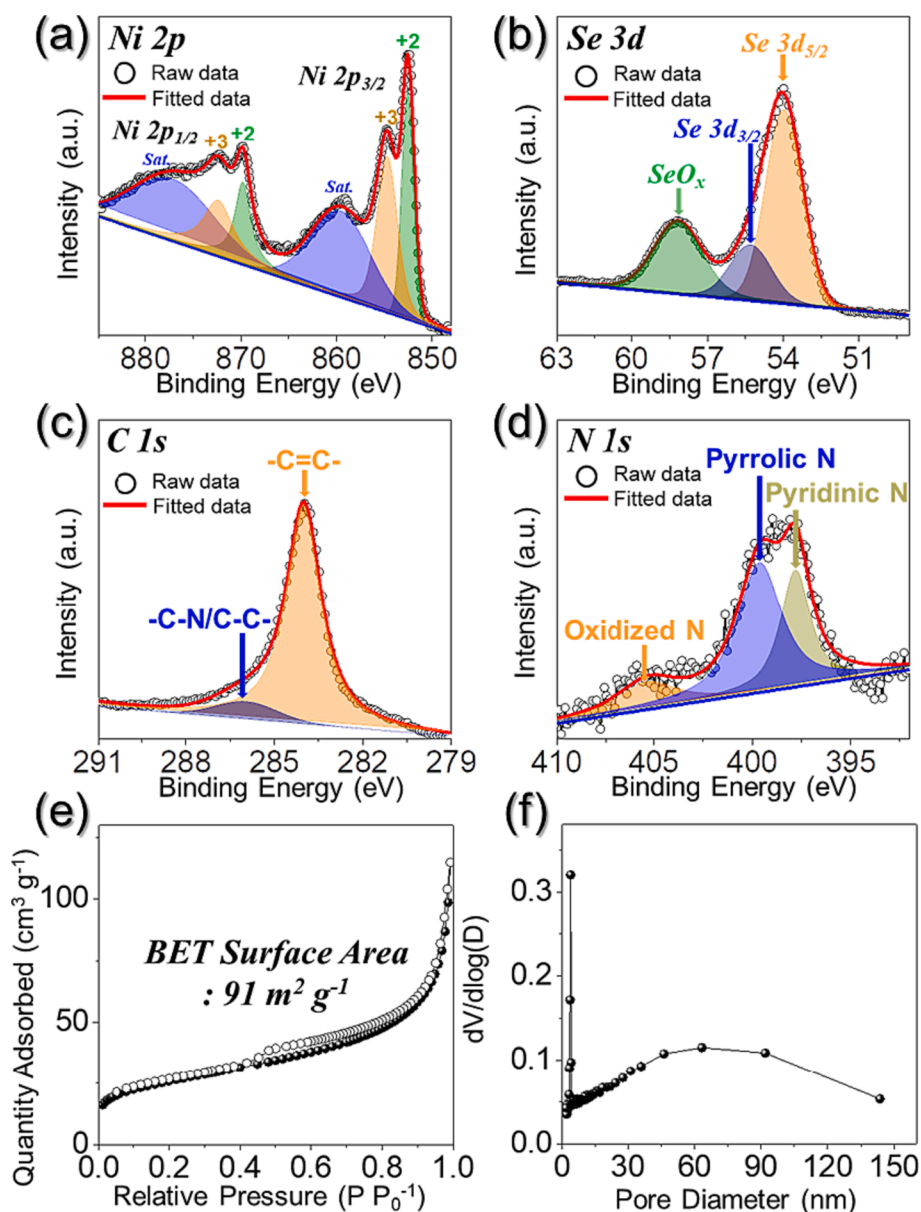 (a)
Ni 2p
Raw data
Fitted data
Ni 2p3/2
+2
+3
Ni 2p1/2
+3
+2
Sat.
Sat.
Intensity (a.u.)
880
870
860
850
Binding Energy (eV)
(b)
Se 3d
Se 3d5/2
Raw data
Fitted data
Se 3d3/2
SeOx
Intensity (a.u.)
63
60
57
54
51
Binding Energy (eV)
(c)
C 1s
-C=C-
Raw data
Fitted data
-C-N/C-C-
Intensity (a.u.)
291
288
285
282
279
Binding Energy (eV)
(d)
N 1s
Raw data
Fitted data
Pyrrolic N
Pyridinic N
Oxidized N
Intensity (a.u.)
410
405
400
395
Binding Energy (eV)
(e)
Quantity Adsorbed (cm³ g⁻¹)
100
50
0
BET Surface Area
: 91 m² g⁻¹
0.0
0.2
0.4
0.6
0.8
1.0
Relative Pressure (P P₀⁻¹)
(f)
dV/dlog(D)
0.3
0.2
0.1
0.0
0
30
60
90
120
150
Pore Diameter (nm)